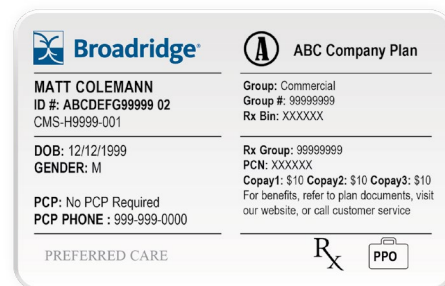 Broadridge®
MATT COLEMANN
ID #: ABCDEFG99999 02
CMS-H9999-001
DOB: 12/12/1999
GENDER: M
PCP: No PCP Required
PCP PHONE : 999-999-0000
PREFERRED CARE
A ABC Company Plan
Group: Commercial
Group #: 99999999
Rx Bin: XXXXXX
Rx Group: 99999999
PCN: XXXXXX
Copay1: $10 Copay2: $10 Copay3: $10
For benefits, refer to plan documents, visit
our website, or call customer service
Rx PPO